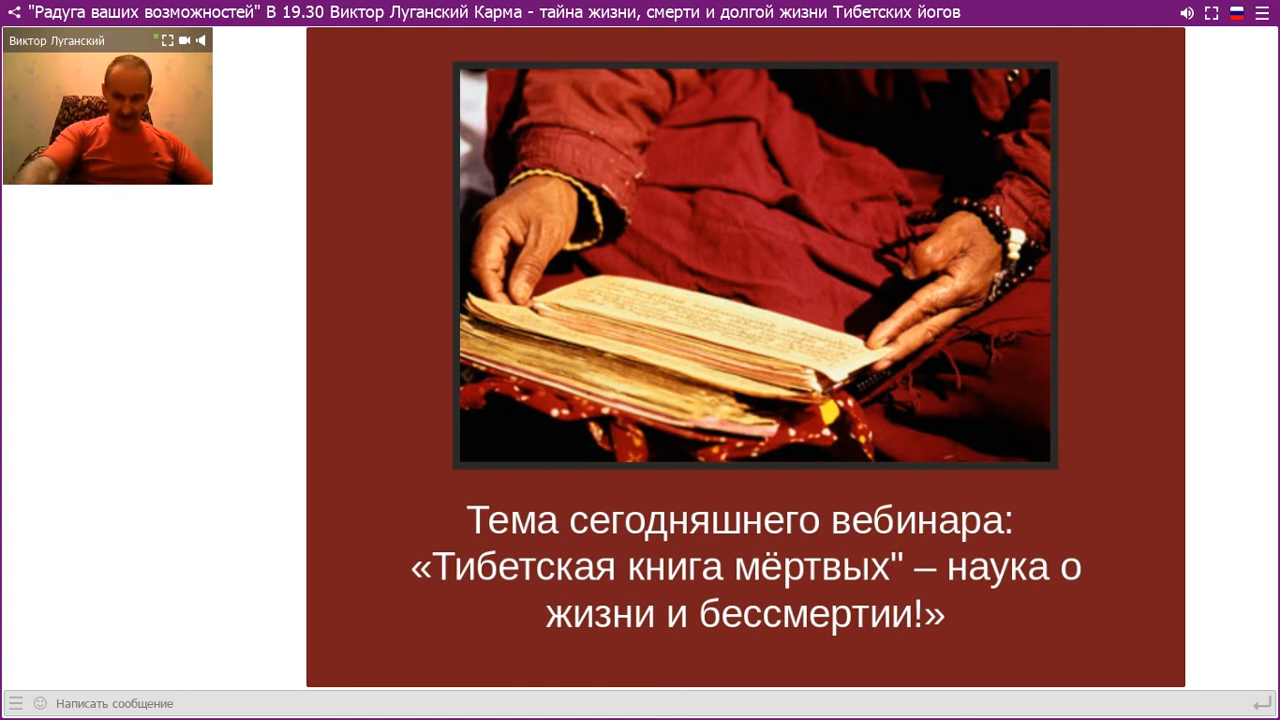 "Радуга ваших возможностей" В 19.30 Виктор Луганский Карма - тайна жизни, смерти и долгой жизни Тибетских йогов
Виктор Луганский
Тема сегодняшнего вебинара:
«Тибетская книга мёртвых" – наука о
жизни и бессмертии!»
Написать сообщение